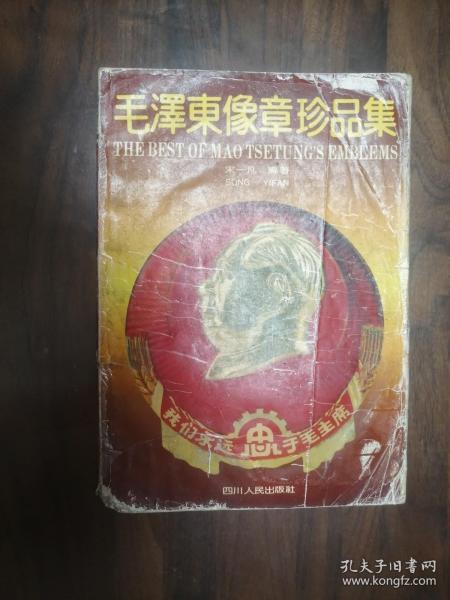 毛澤東像章珍品集
THE BEST OF MAO TSETUNG'S EMBLEMS
宋一凡 編著
SONG YIFAN
我们永远忠于毛主席
四川人民出版社
孔夫子旧书网
www.kongfz.com